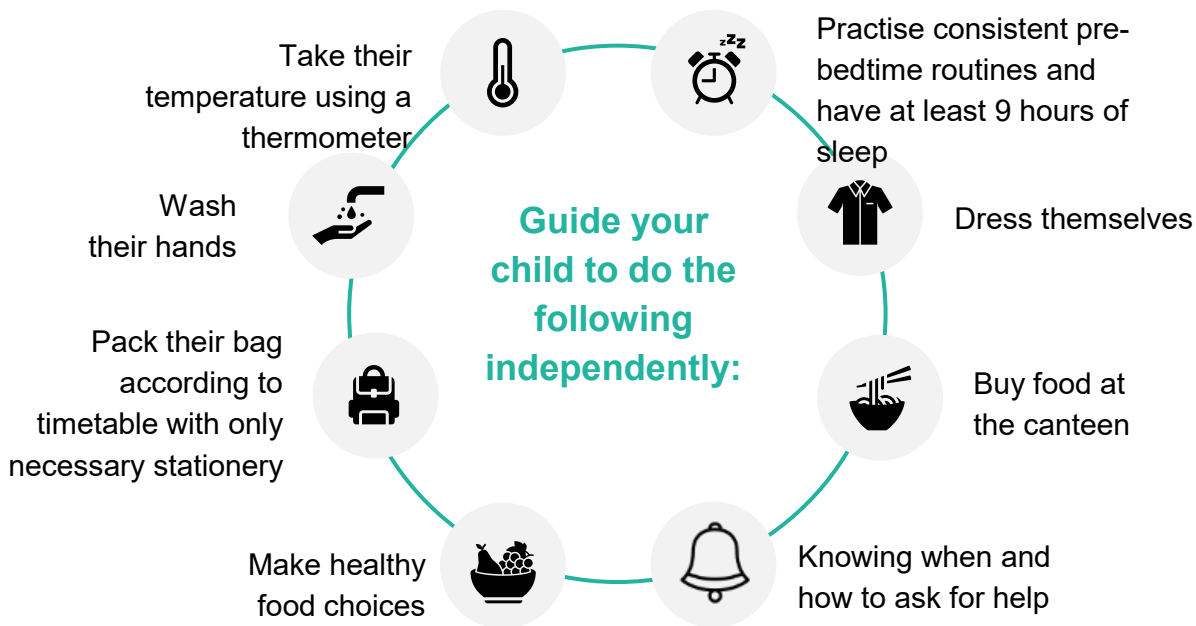 Take their
temperature using a
thermometer
zzZ
Practise consistent pre-
bedtime routines and
have at least 9 hours of
sleep
Wash
their hands
Guide your
child to do the
following
independently:
Dress themselves
Pack their bag
according to
timetable with only
necessary stationery
Buy food at
the canteen
Make healthy
food choices
Knowing when and
how to ask for help